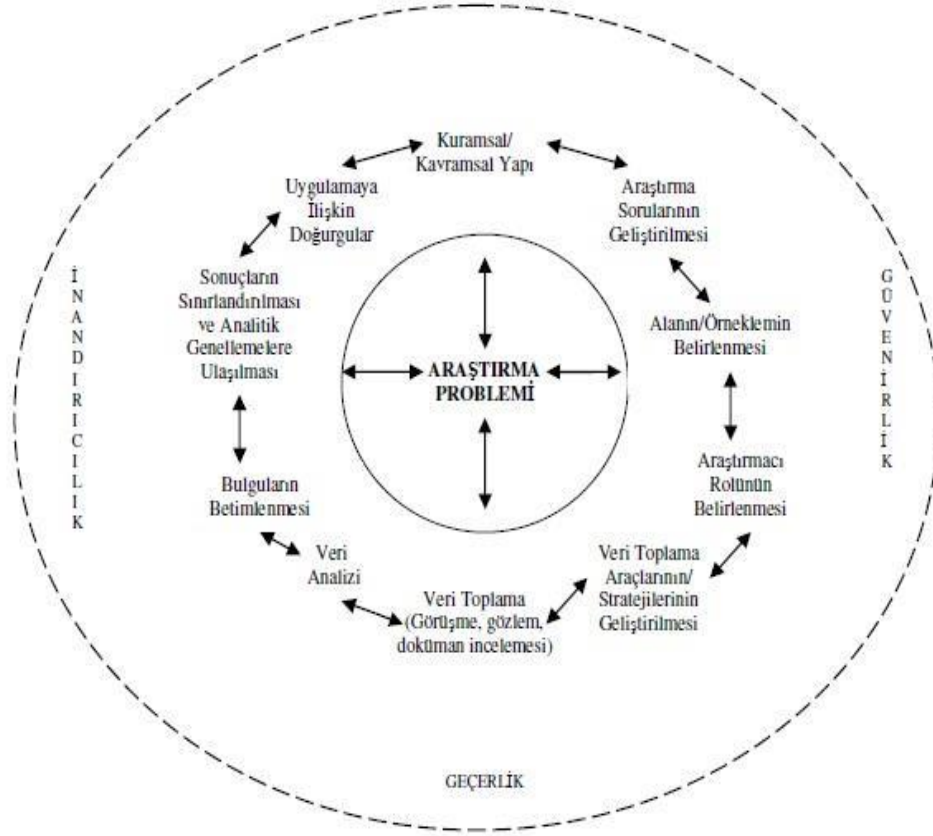 Kuramsal/
Kavramsal Yapı
Araştırma
Sorularının
Geliştirilmesi
Alanın/Örneklemin
Belirlenmesi
Araştırmacı
Rolünün
Belirlenmesi
Veri Toplama
Araçlarının/
Stratejilerinin
Geliştirilmesi
Veri Toplama
(Görüşme, gözlem,
doküman incelemesi)
Veri
Analizi
Bulguların
Betimlenmesi
Sonuçların
Sınırlandırılması
ve Analitik
Genellemelere
Ulaşılması
Uygulamaya
İlişkin
Doğurgular
ARAŞTIRMA
PROBLEMİ
İNANDIRICILIK
GÜVENİRLİK
GEÇERLİK